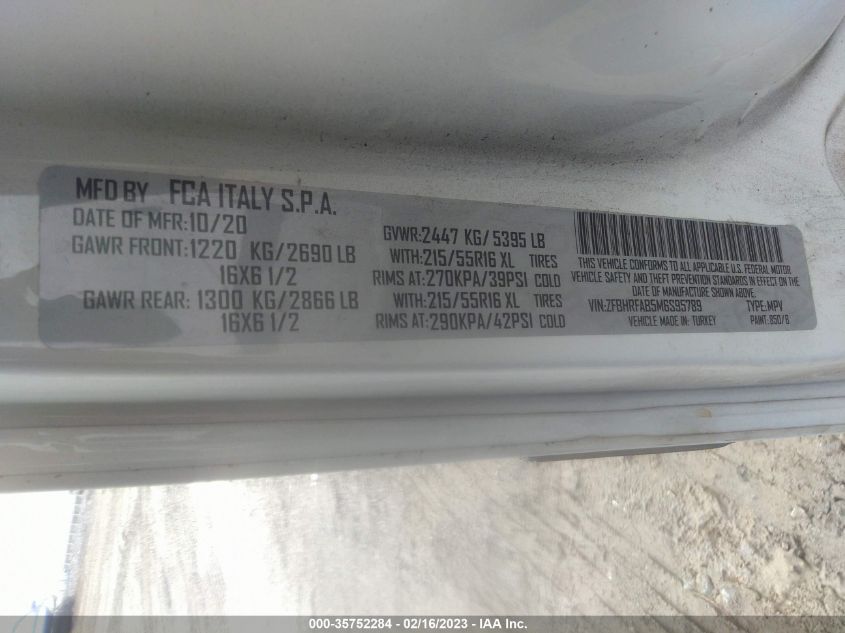 MFD BY FCA ITALY S.P.A.
DATE OF MFR:10/20
GAWR FRONT:1220 KG/2690 LB
16X6 1/2
GAWR REAR: 1300 KG/2866 LB
16X6 1/2
GVWR:2447 KG/5395 LB
WITH:215/55R16 XL TIRES
RIMS AT:270KPA/39PSI COLD
WITH:215/55R16 XL TIRES
RIMS AT:290KPA/42PSI COLD
THIS VEHICLE CONFORMS TO ALL APPLICABLE U.S. FEDERAL MOTOR
VEHICLE SAFETY AND THEFT PREVENTION STANDARDS IN EFFECT ON THE
DATE OF MANUFACTURE SHOWN ABOVE.
VIN:ZFBHRFAB5M6S95789 TYPE:MPV
VEHICLE MADE IN: TURKEY PAINT: 850/B
000-35752284 - 02/16/2023 - IAA Inc.